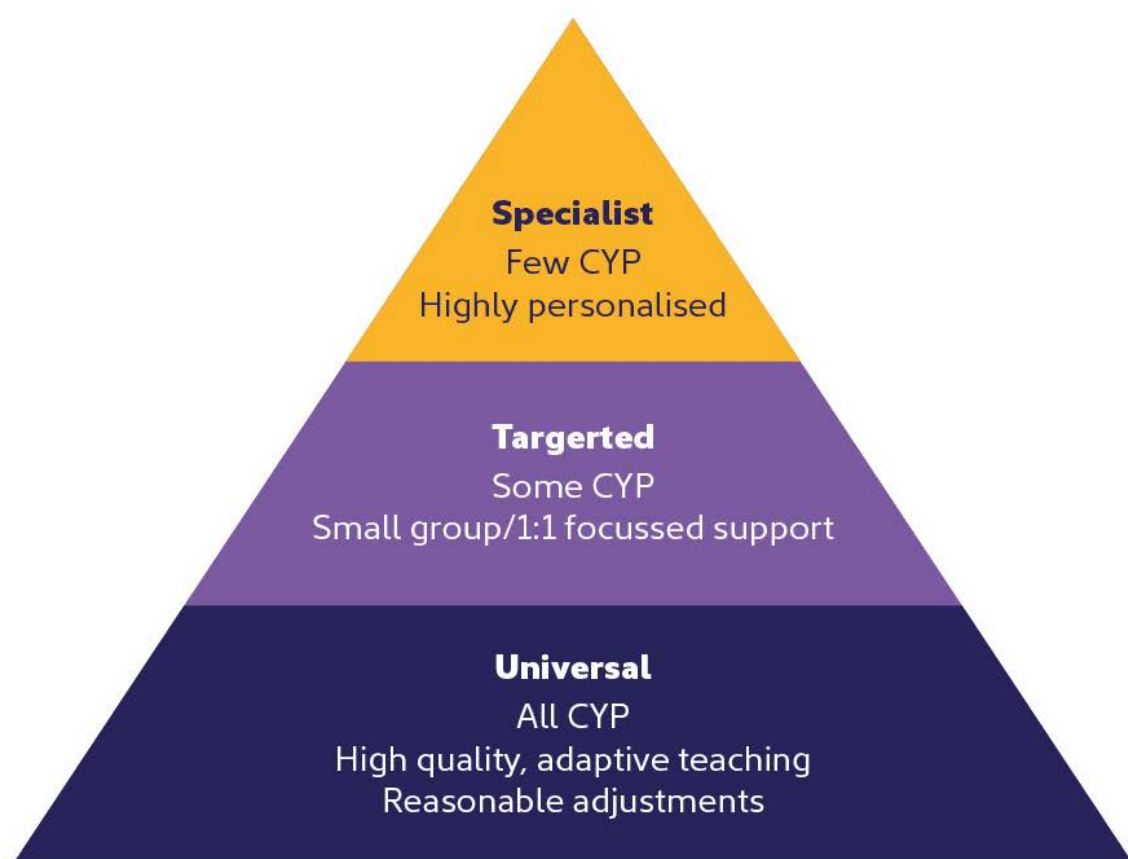 Specialist
Few CYP
Highly personalised
Targerted
Some CYP
Small group/1:1 focussed support
Universal
All CYP
High quality, adaptive teaching
Reasonable adjustments